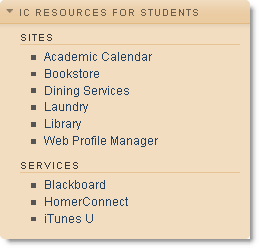 IC RESOURCES FOR STUDENTS
SITES
Academic Calendar
Bookstore
Dining Services
Laundry
Library
Web Profile Manager
SERVICES
Blackboard
HomerConnect
iTunes U